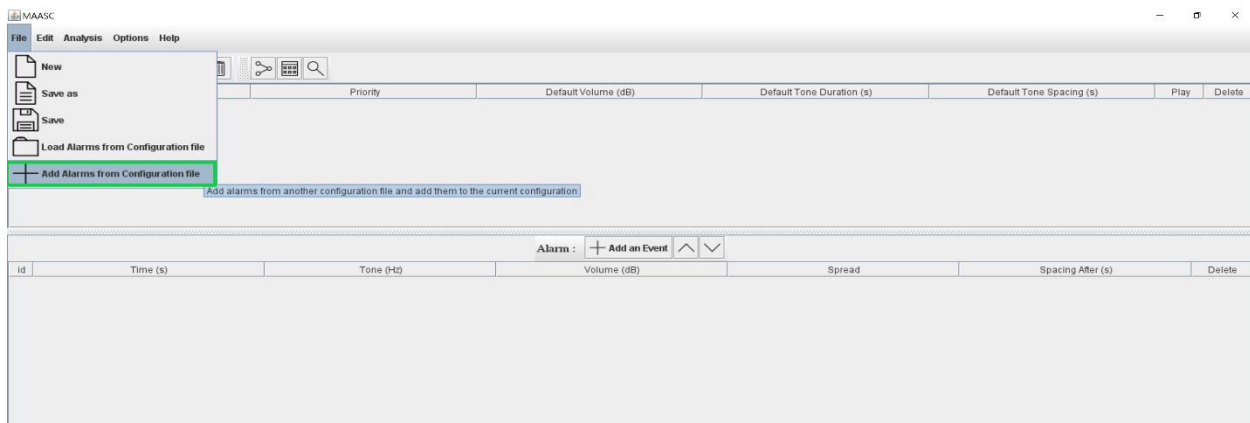 MAASC
File Edit Analysis Options Help
New
Save as
Priority Default Volume (dB) Default Tone Duration (s) Default Tone Spacing (s) Play Delete
Save
Load Alarms from Configuration file
Add Alarms from Configuration file
Add alarms from another configuration file and add them to the current configuration
Alarm : Add an Event
Id Time (s) Tone (Hz) Volume (dB) Spread Spacing After (s) Delete